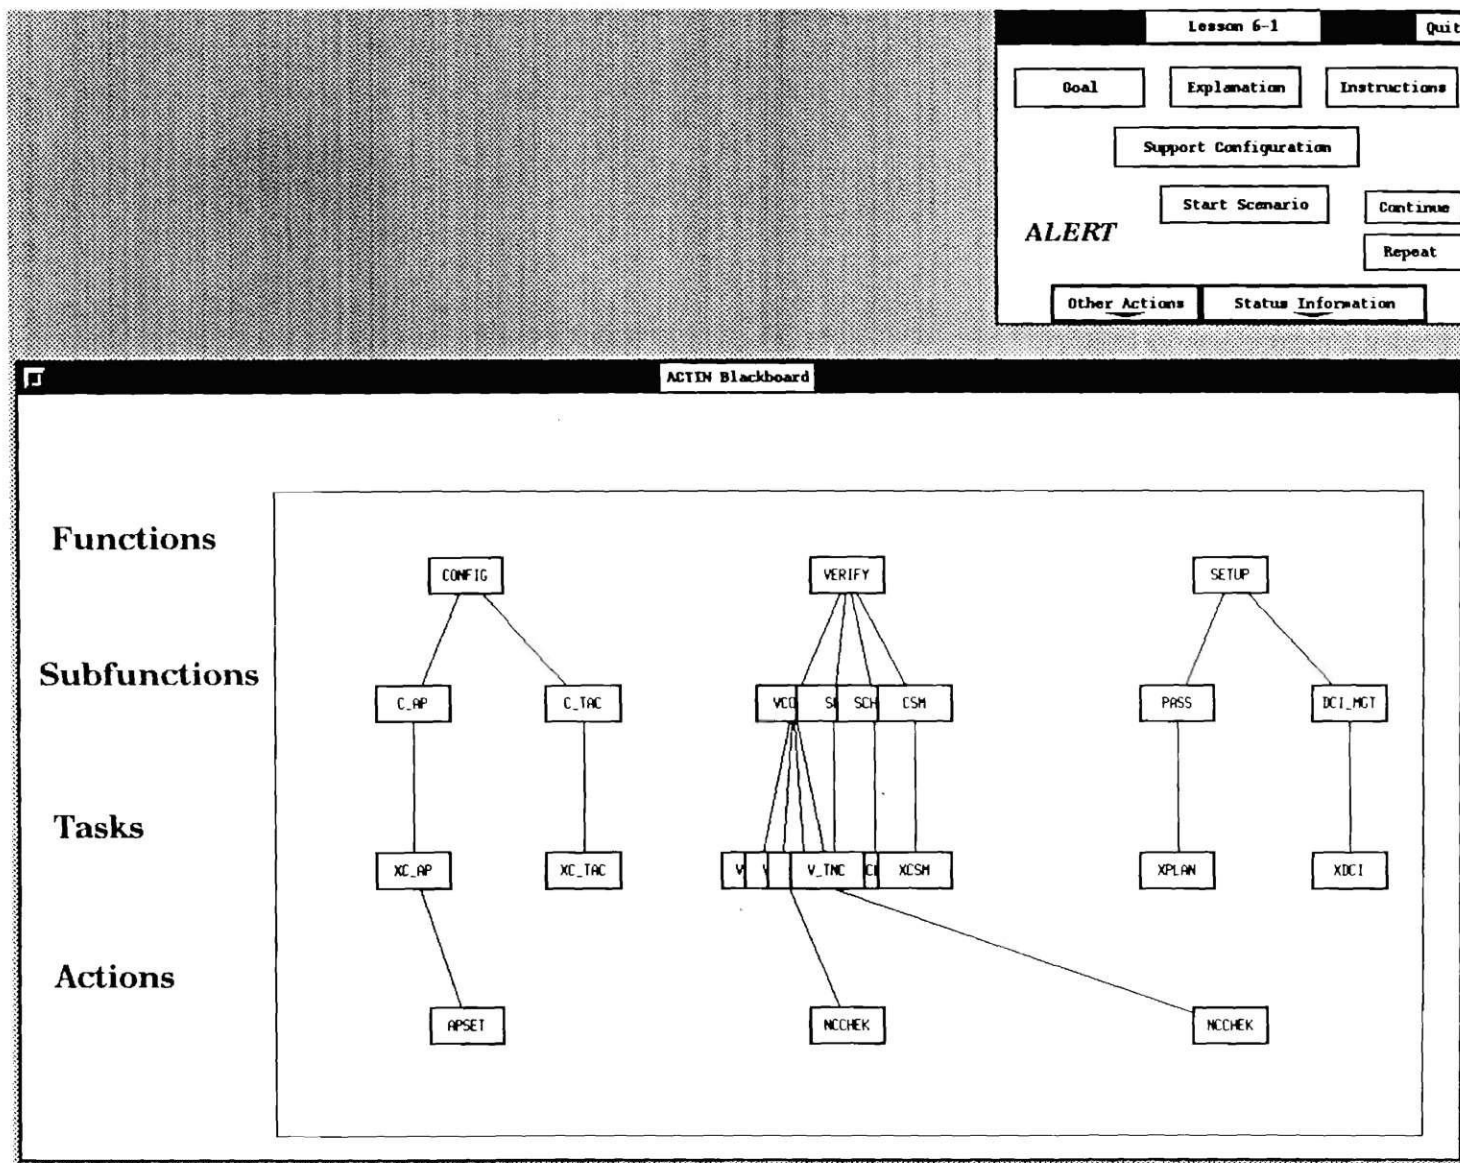 Lesson 6-1 Quit
Goal Explanation Instructions
Support Configuration
Start Scenario Continue
ALERT
Repeat
Other Actions Status Information
ACTIN Blackboard
Functions
CONFIG VERIFY SETUP
Subfunctions
C_AP C_TAC VCO SCH CSM PASS DCI_MGT
Tasks
XC_AP XC_TAC V V_TNC XCSM XPLAN XDCI
Actions
APSET NCCHEK NCCHEK